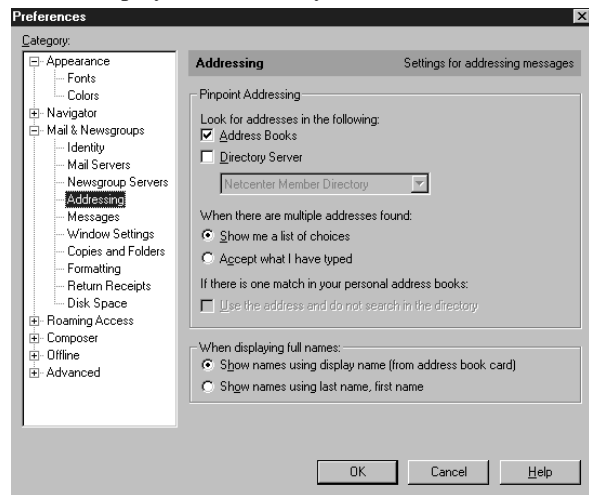 Preferences
Category:
Appearance
Fonts
Colors
Navigator
Mail & Newsgroups
Identity
Mail Servers
Newsgroup Servers
Addressing
Messages
Window Settings
Copies and Folders
Formatting
Return Receipts
Disk Space
Roaming Access
Composer
Offline
Advanced
Addressing Settings for addressing messages
Pinpoint Addressing
Look for addresses in the following:
Address Books
Directory Server
Netcenter Member Directory
When there are multiple addresses found:
Show me a list of choices
Accept what I have typed
If there is one match in your personal address books:
Use the address and do not search in the directory
When displaying full names:
Show names using display name (from address book card)
Show names using last name, first name
OK Cancel Help